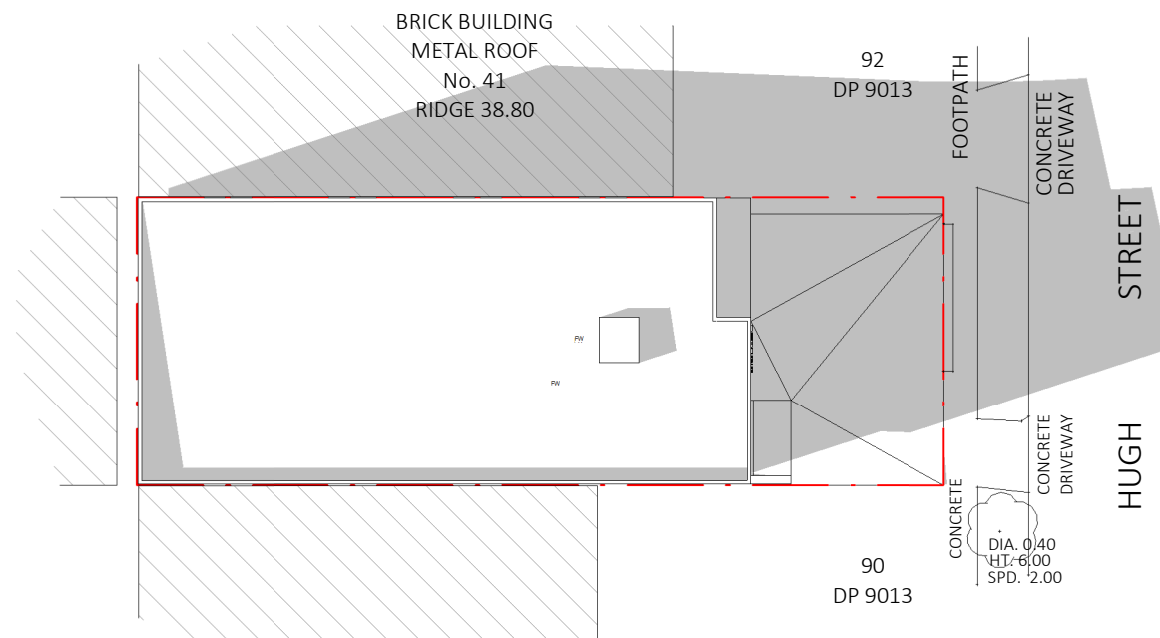 BRICK BUILDING
METAL ROOF
No. 41
RIDGE 38.80
92
DP 9013
FOOTPATH
CONCRETE
DRIVEWAY
STREET
HUGH
FW
FW
CONCRETE
DRIVEWAY
CONCRETE
DIA. 0.40
HT. 6.00
SPD. 2.00
90
DP 9013